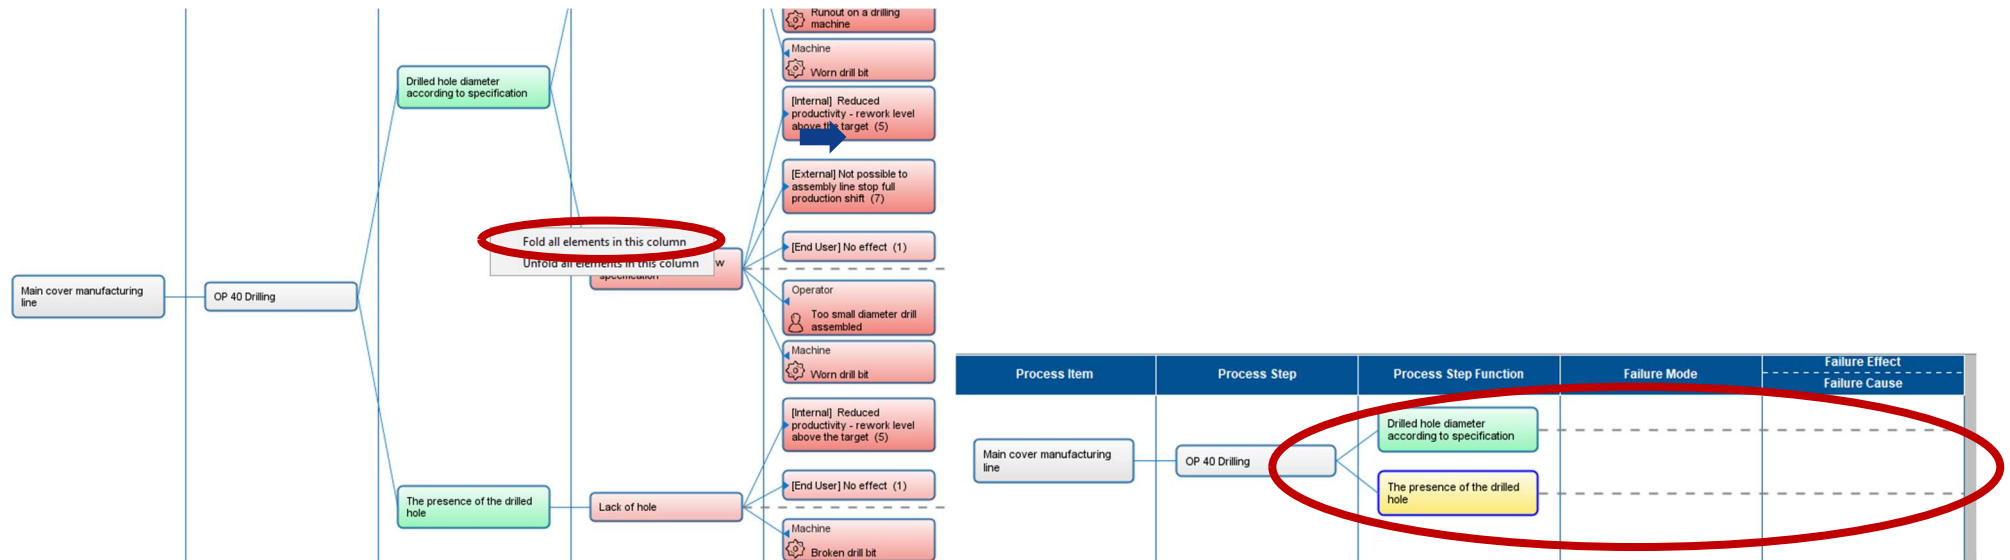 Runout on a drilling
machine
Machine
Worn drill bit
Drilled hole diameter
according to specification
[Internal] Reduced
productivity - rework level
above the target (5)
[External] Not possible to
assembly line stop full
production shift (7)
Fold all elements in this column
Unfold all elements in this column
w
specification
[End User] No effect (1)
Main cover manufacturing
line
OP 40 Drilling
Operator
Too small diameter drill
assembled
Machine
Worn drill bit
[Internal] Reduced
productivity - rework level
above the target (5)
[End User] No effect (1)
The presence of the drilled
hole
Lack of hole
Machine
Broken drill bit
Process Item
Process Step
Process Step Function
Failure Mode
Failure Effect
Failure Cause
Drilled hole diameter
according to specification
Main cover manufacturing
line
OP 40 Drilling
The presence of the drilled
hole